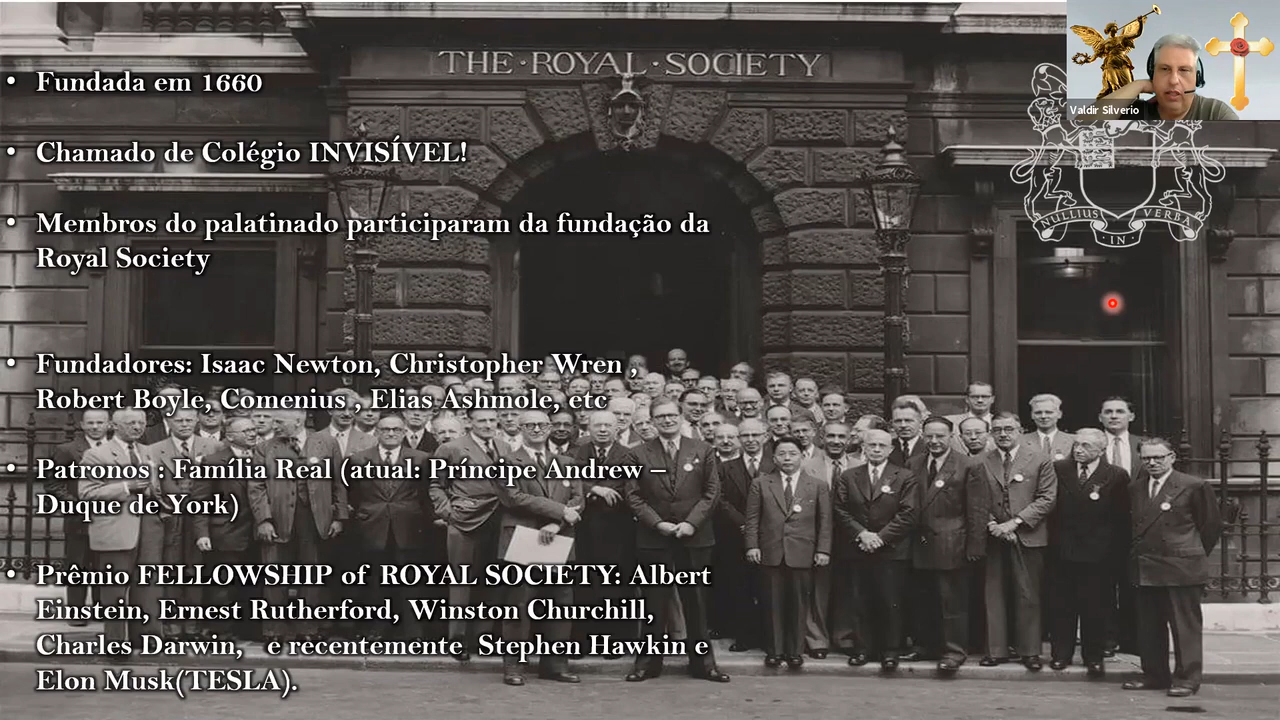 THE·ROYAL·SOCIETY
Valdir Silverio
NULLIUS
IN
VERBA
• Fundada em 1660
• Chamado de Colégio INVISÍVEL!
• Membros do palatinado participaram da fundação da
Royal Society
• Fundadores: Isaac Newton, Christopher Wren ,
Robert Boyle, Comenius , Elias Ashmole, etc
• Patronos : Família Real (atual: Príncipe Andrew –
Duque de York)
• Prêmio FELLOWSHIP of ROYAL SOCIETY: Albert
Einstein, Ernest Rutherford, Winston Churchill,
Charles Darwin, e recentemente Stephen Hawkin e
Elon Musk(TESLA).